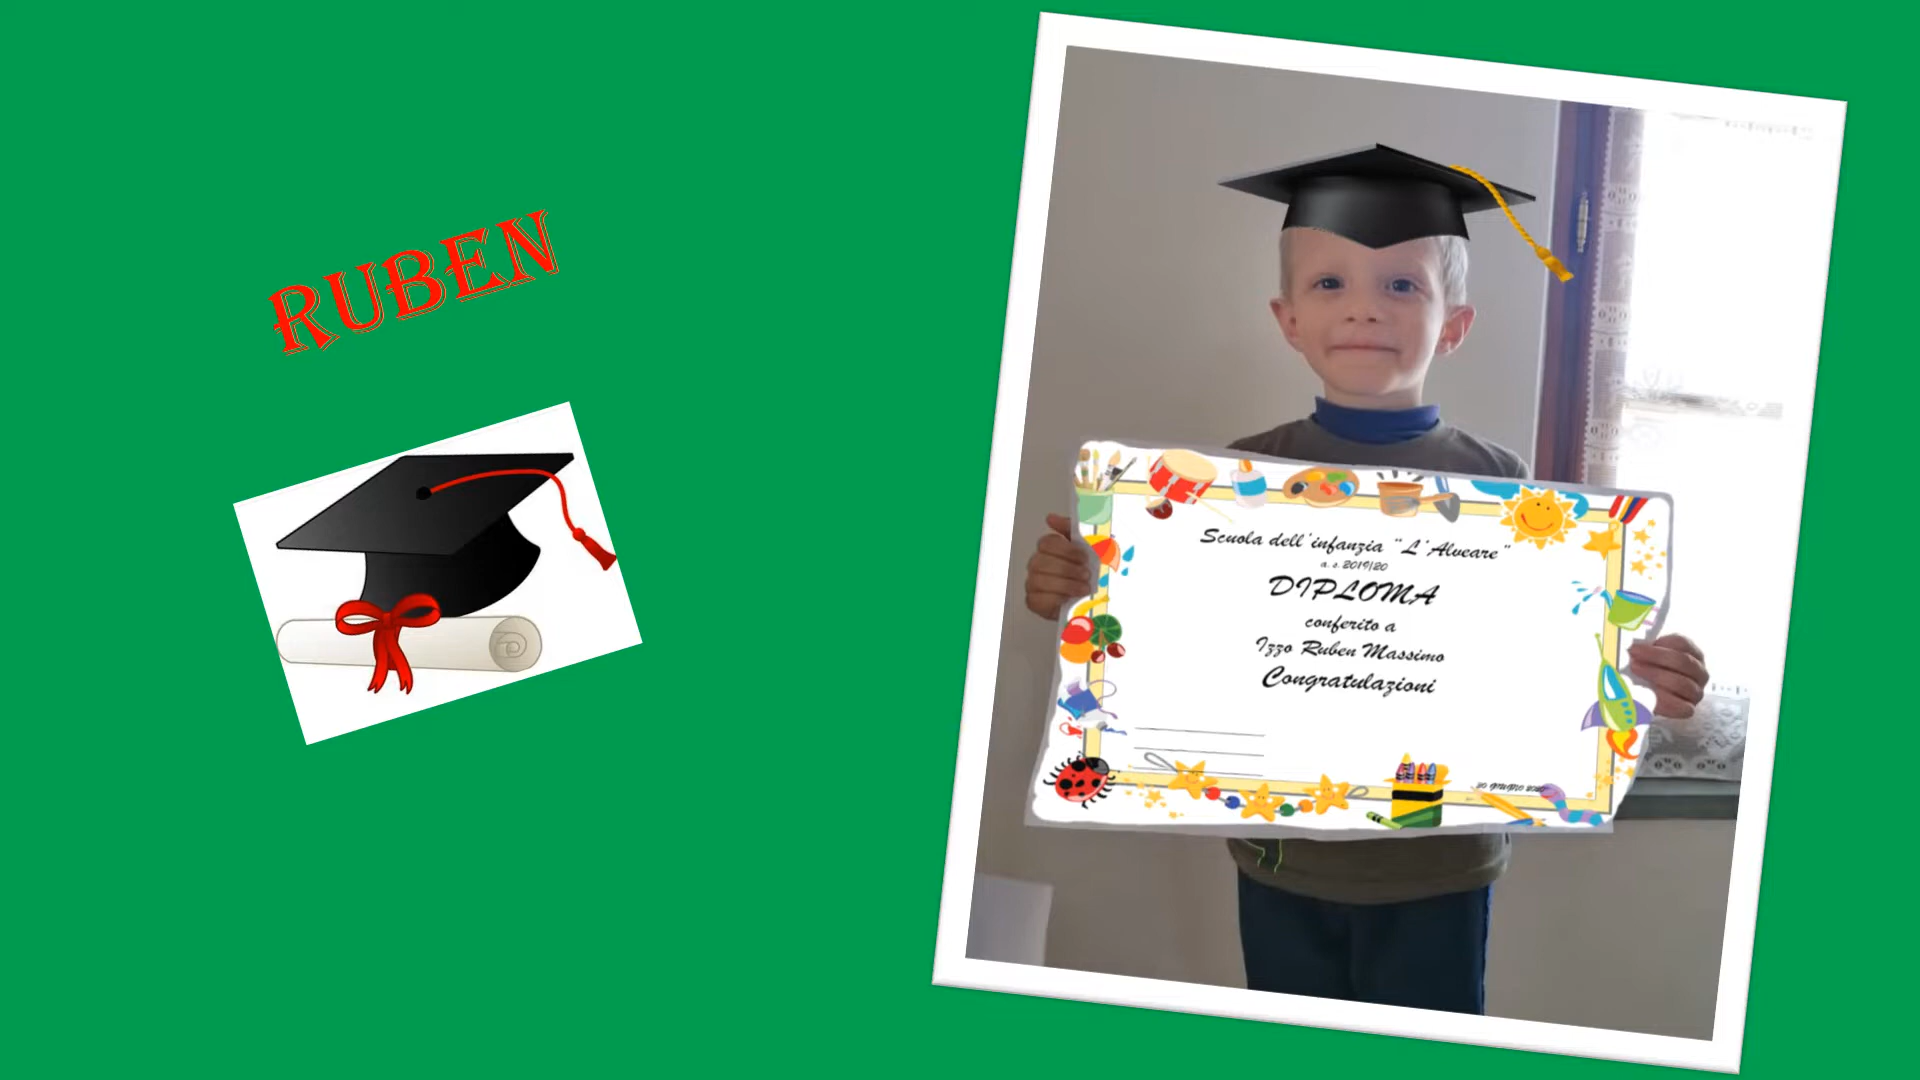 RUBEN
Scuola dell'infanzia "L'Alveare"
a. s. 2019/20
DIPLOMA
conferito a
Izzo Ruben Massimo
Congratulazioni